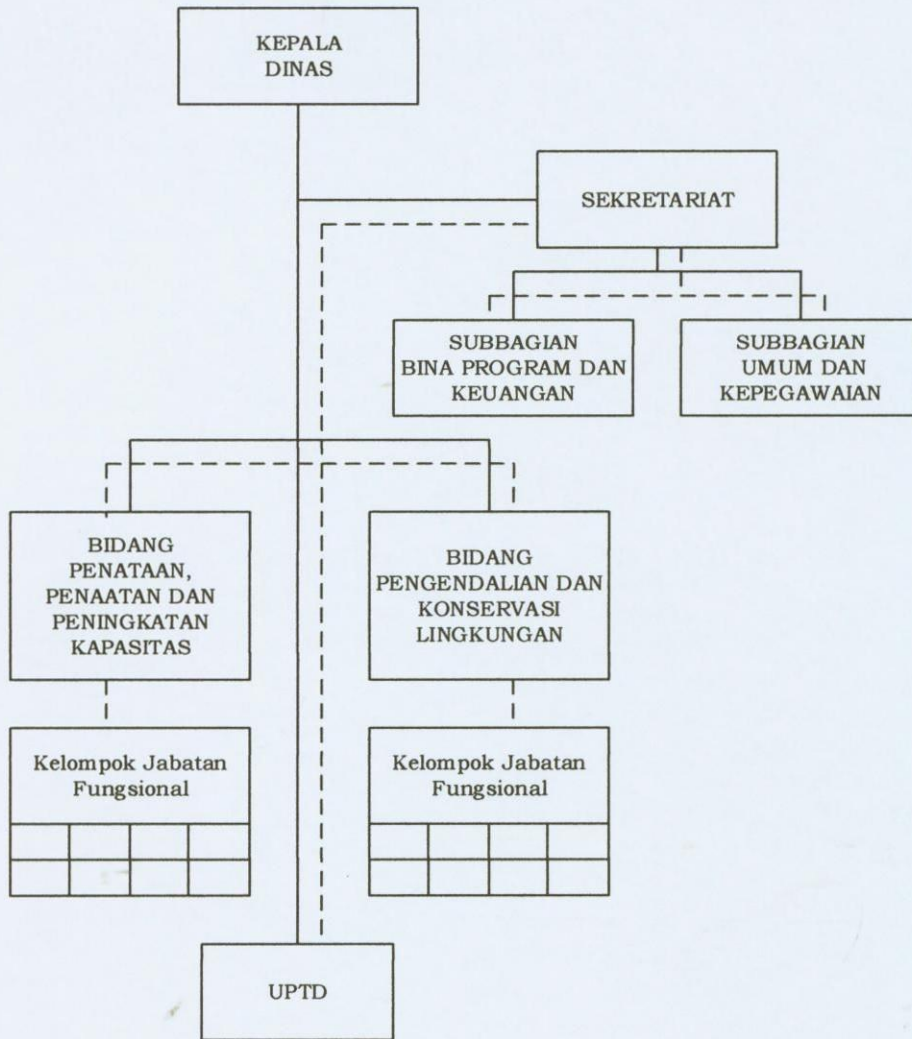 KEPALA
DINAS
SEKRETARIAT
SUBBAGIAN
BINA PROGRAM DAN
KEUANGAN
SUBBAGIAN
UMUM DAN
KEPEGAWAIAN
BIDANG
PENATAAN,
PENAATAN DAN
PENINGKATAN
KAPASITAS
BIDANG
PENGENDALIAN DAN
KONSERVASI
LINGKUNGAN
Kelompok Jabatan
Fungsional
Kelompok Jabatan
Fungsional
UPTD